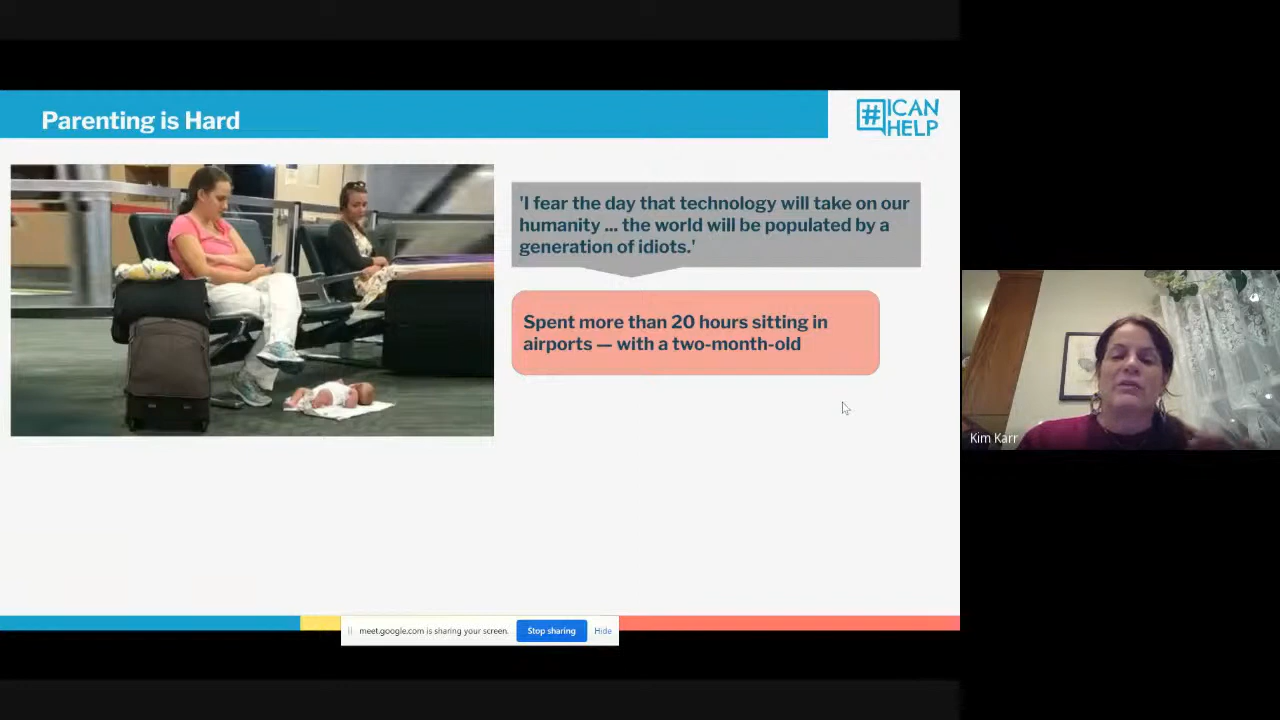 Parenting is Hard
#ICAN
HELP
'I fear the day that technology will take on our
humanity ... the world will be populated by a
generation of idiots.'
Spent more than 20 hours sitting in
airports — with a two-month-old
Kim Karr
meet.google.com is sharing your screen.
Stop sharing
Hide